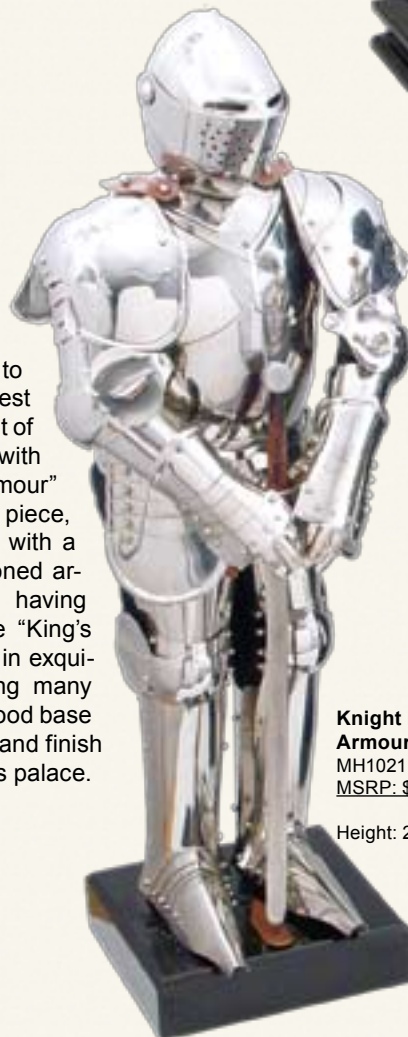 to
est
t of
with
mour”
piece,
with a
oned ar-
having
e “King’s
in exqui-
ng many
ood base
and finish
s palace.
Knight
Armour
MH1021
MSRP: $
Height: 2